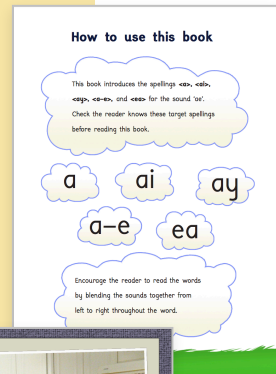 How to use this book
This book introduces the spellings <a>, <ai>,
<ay>, <a-e>, and <ea> for the sound 'ae'.
Check the reader knows these target spellings
before reading this book.
a ai ay
a-e ea
Encourage the reader to read the words
by blending the sounds together from
left to right throughout the word.